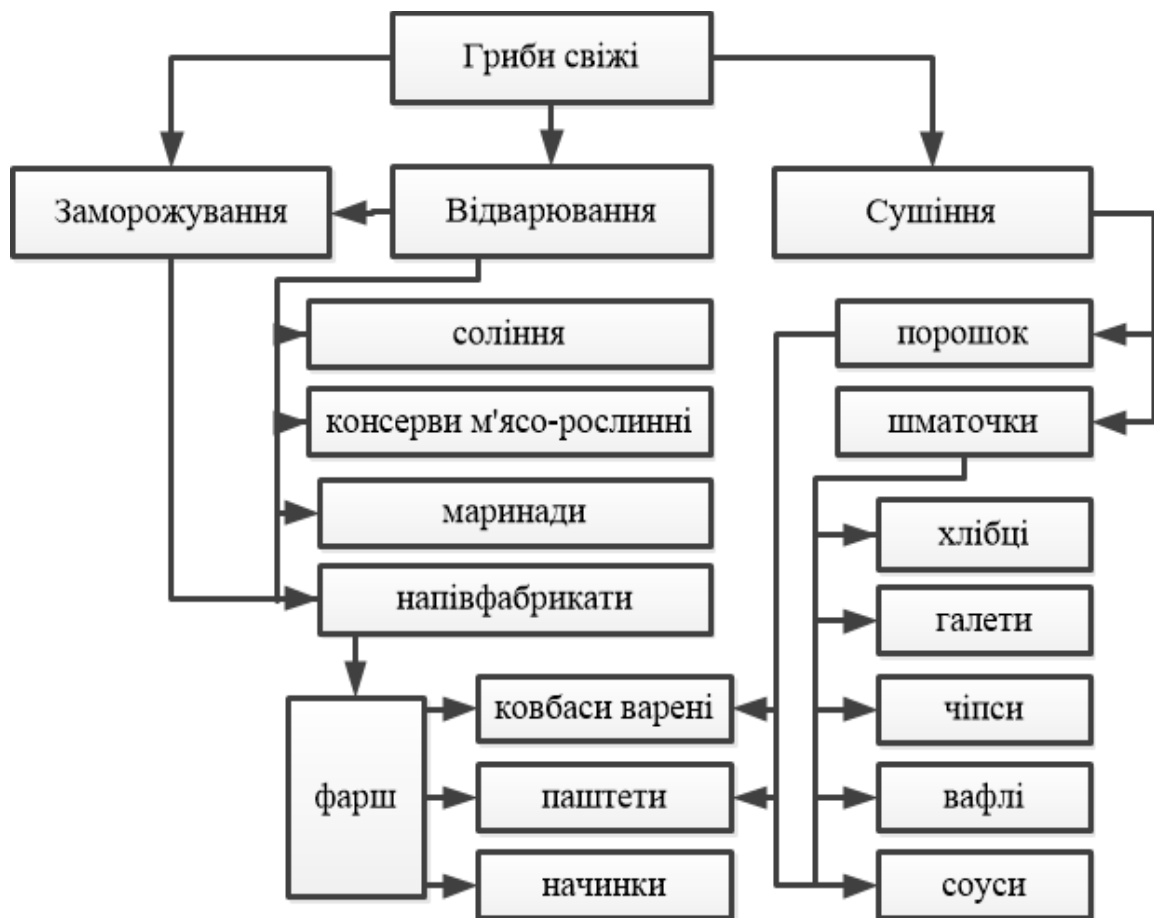 Гриби свіжі
Заморожування
Відварювання
Сушіння
соління
порошок
консерви м'ясо-рослинні
шматочки
маринади
хлібці
напівфабрикати
галети
фарш
ковбаси варені
чіпси
паштети
вафлі
начинки
соуси